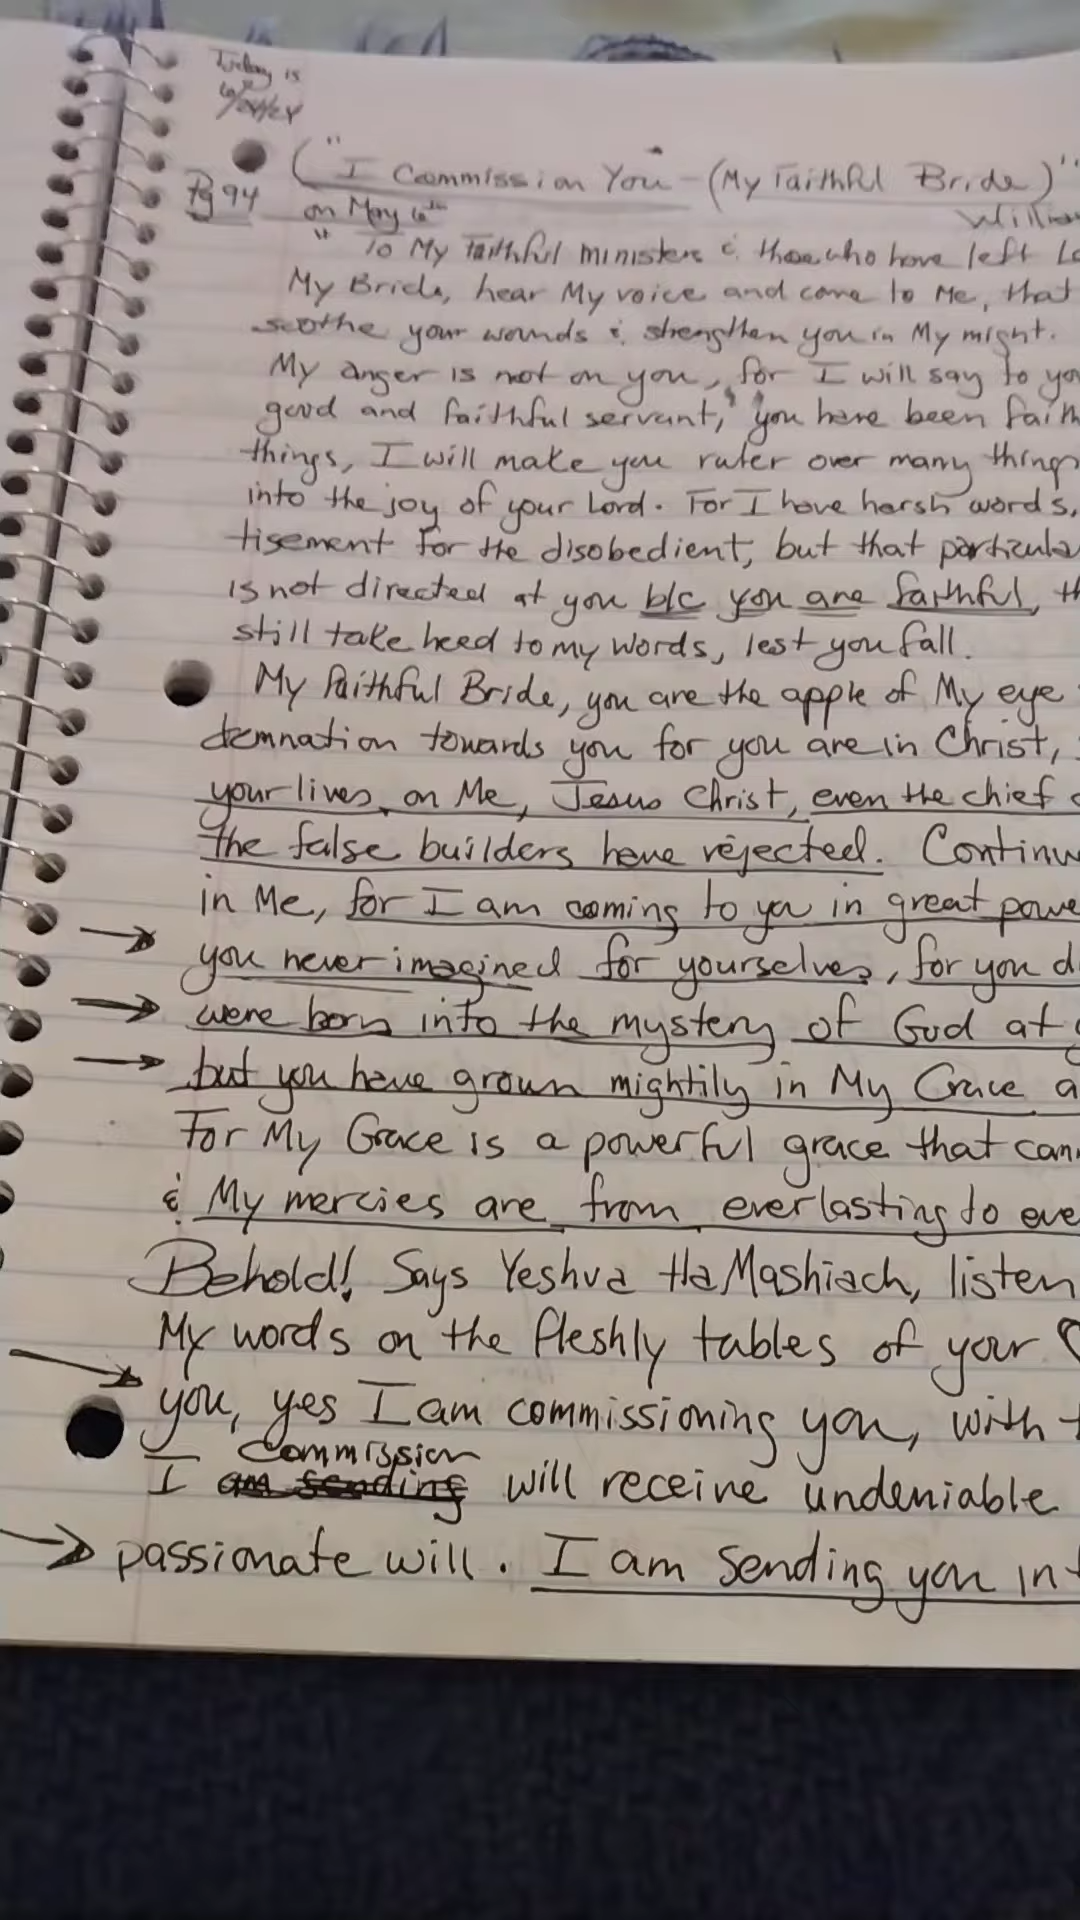 Today is
6/24/24
("I Commission You - (My Faithful Bride)"
Pg 94 on May 6th
"To My Faithful ministers & those who have left
My Bride, hear My voice and come to Me, that
soothe your wounds & strengthen you in My might.
My anger is not on you, for I will say to
good and faithful servant," you have been
things, I will make you ruler over many things
into the joy of your Lord. For I have harsh words,
tisement for the disobedient, but that
is not directed at you b/c you are faithful,
still take heed to my words, lest you fall.
My faithful Bride, you are the apple of My eye
demnation towards you for you are in Christ,
your lives on Me, Jesus Christ, even the chief
the false builders have rejected. Continue
in Me, for I am coming to you in great
you never imagined for yourselves, for you
were born into the mystery of God at
but you have grown mightily in My Grace
For My Grace is a powerful grace that
& My mercies are from everlasting to
Behold! Says Yeshua HaMashiach, listen
My words on the fleshly tables of your
you, yes I am commissioning you, with
Commission
I am sending will receive undeniable
passionate will. I am sending you